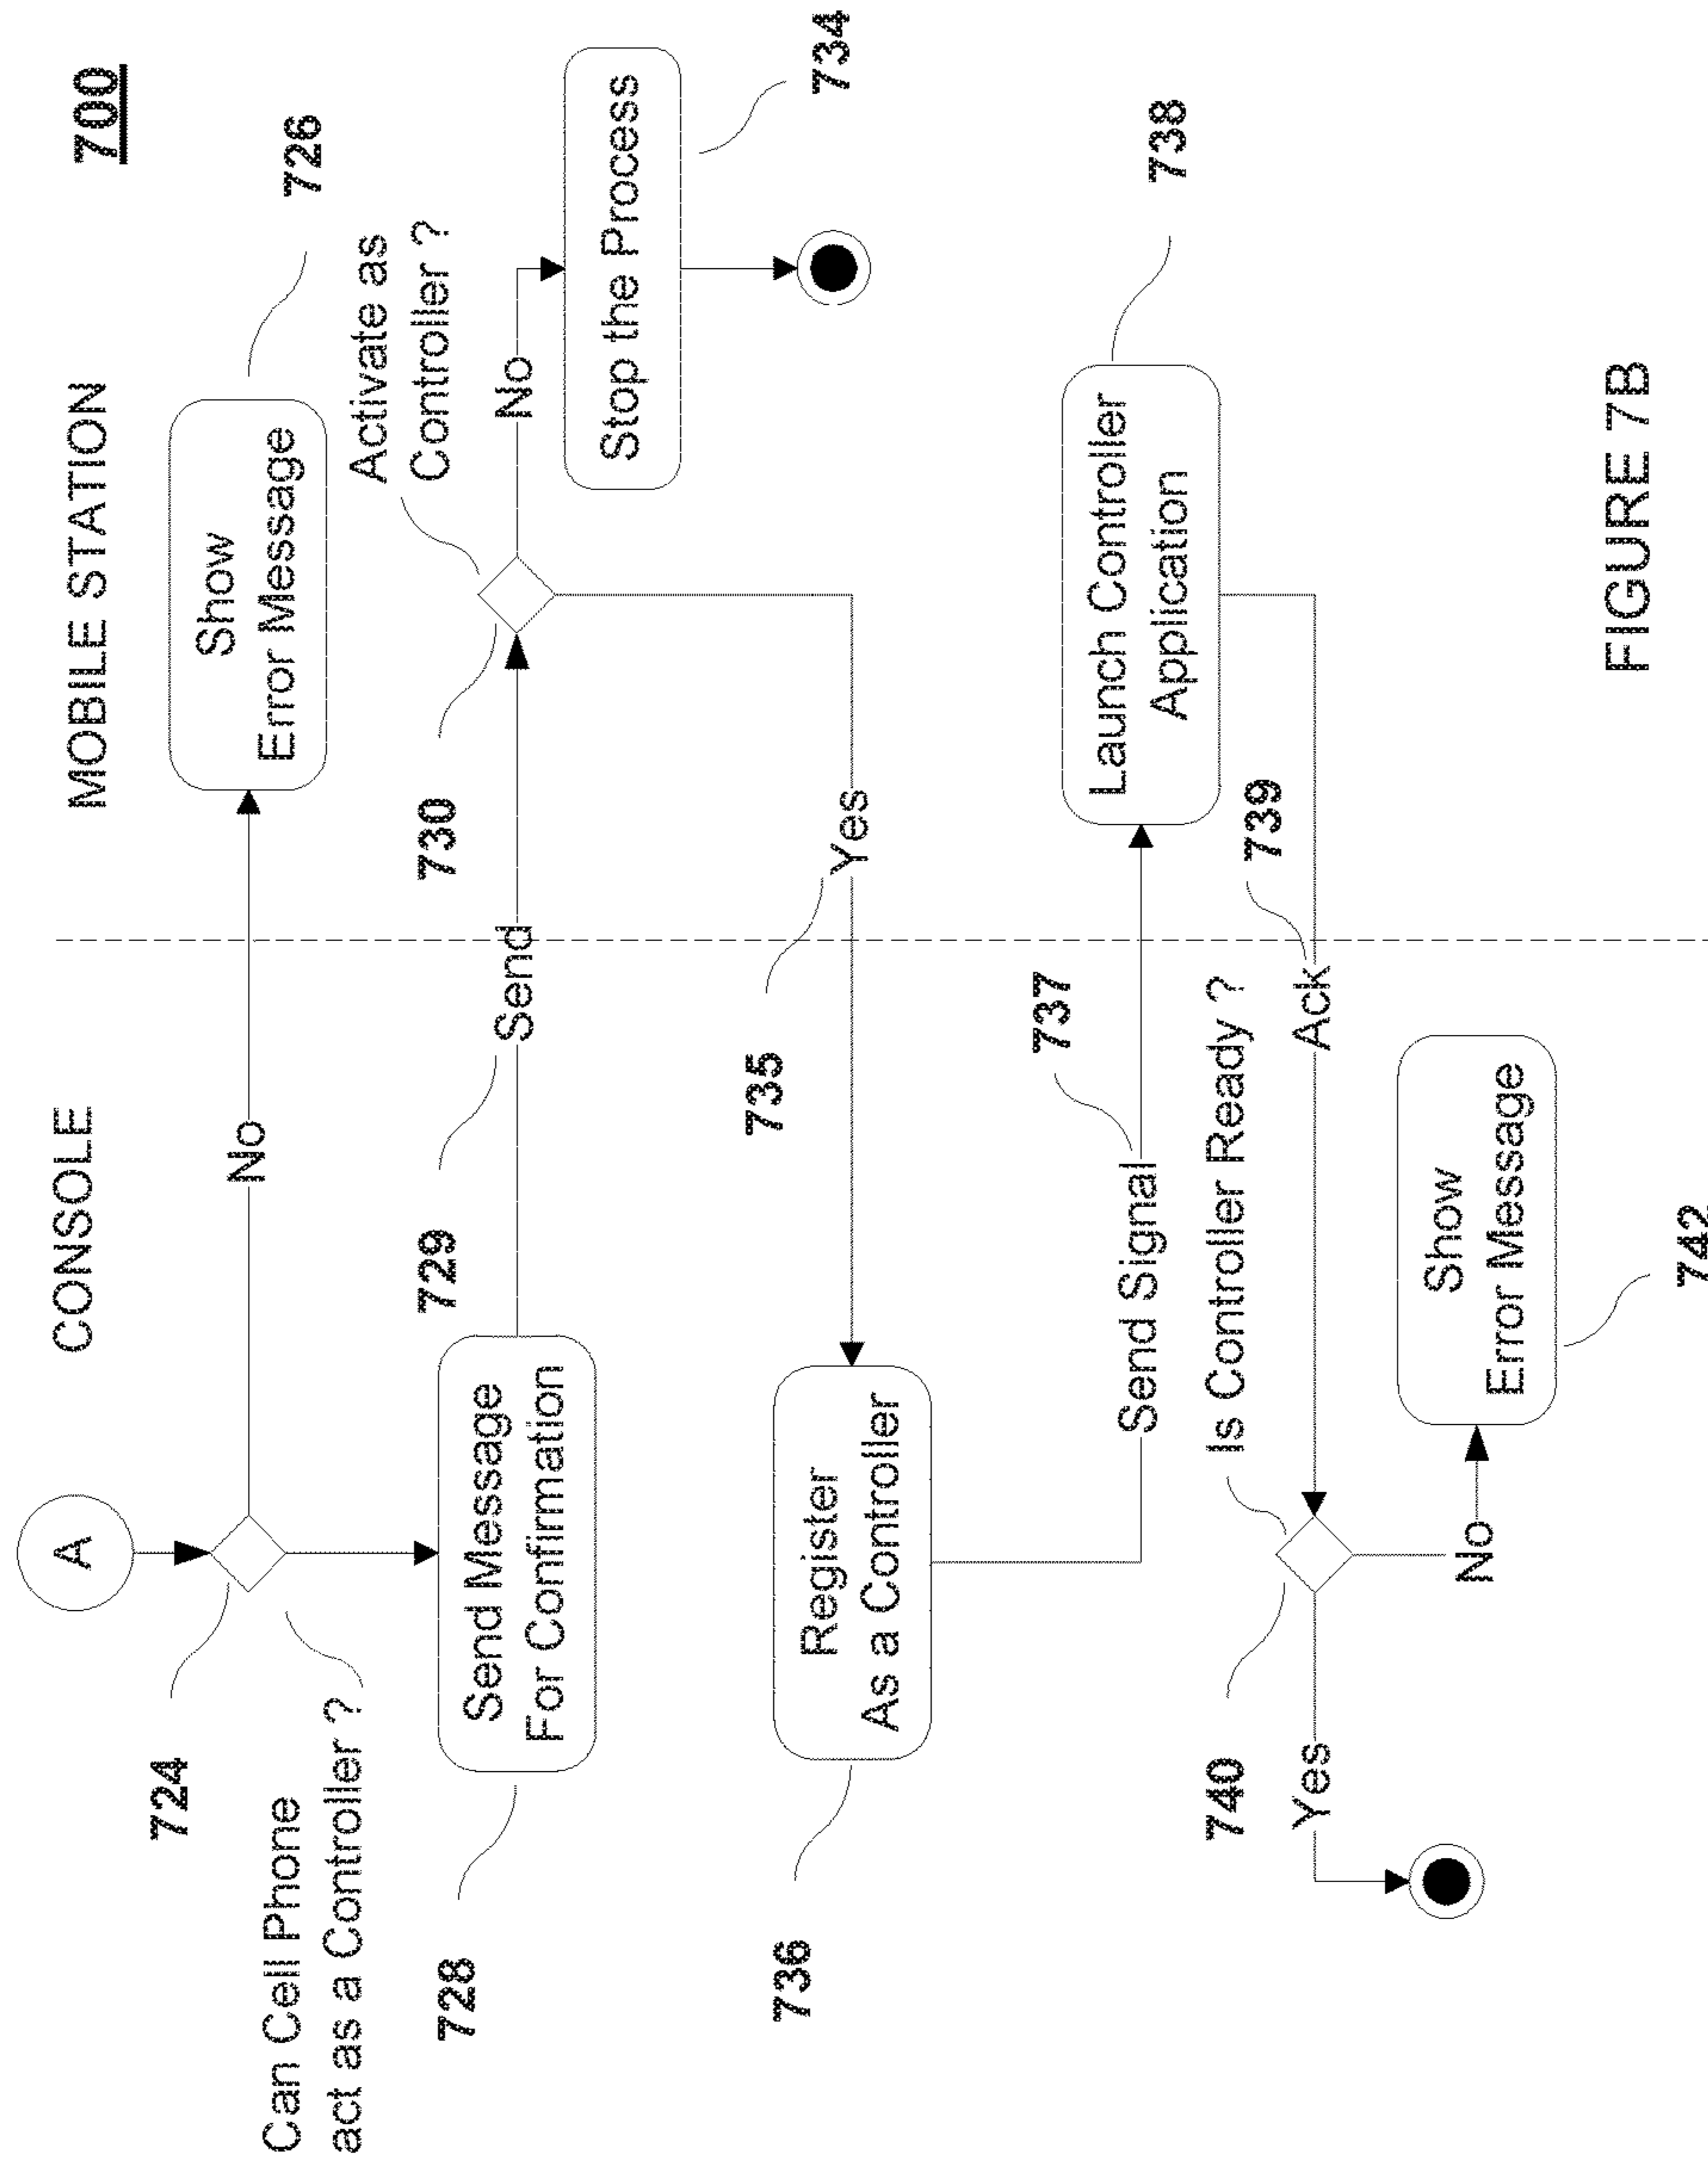 700
CONSOLE
MOBILE STATION
A
724
No
Show
Error Message
726
Can Cell Phone
act as a Controller ?
Activate as
Controller ?
728
Send Message
For Confirmation
729
Send
730
No
Stop the Process
734
735
Yes
736
Register
As a Controller
737
Send Signal
Launch Controller
Application
738
Is Controller Ready ?
739
Ack
740
Yes
No
Show
Error Message
742
FIGURE 7B